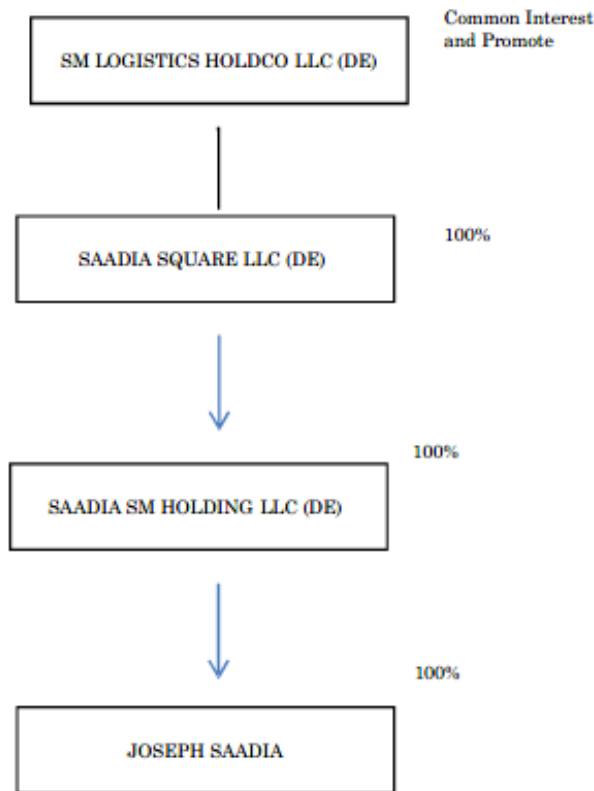 Common Interest
and Promote
SM LOGISTICS HOLDCO LLC (DE)
100%
SAADIA SQUARE LLC (DE)
100%
SAADIA SM HOLDING LLC (DE)
100%
JOSEPH SAADIA